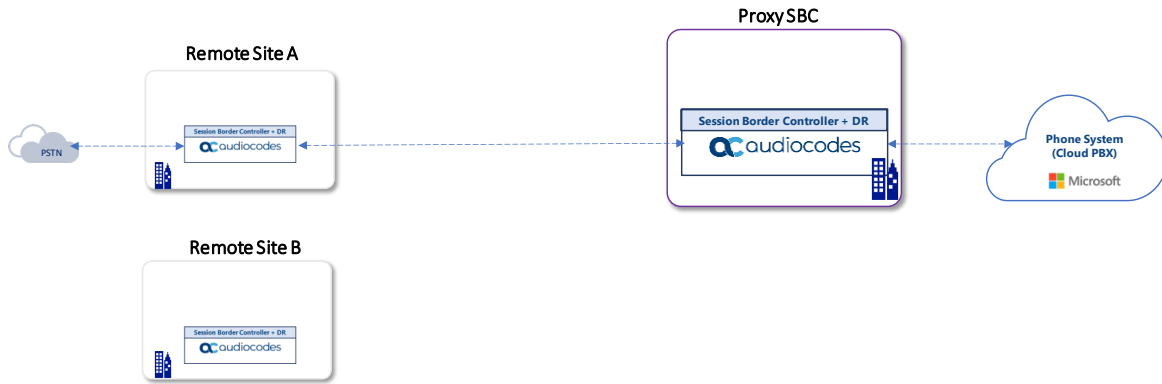 Proxy SBC
Remote Site A
Session Border Controller + DR
audiocodes
PSTN
Session Border Controller + DR
audiocodes
Phone System
(Cloud PBX)
Microsoft
Remote Site B
Session Border Controller + DR
audiocodes